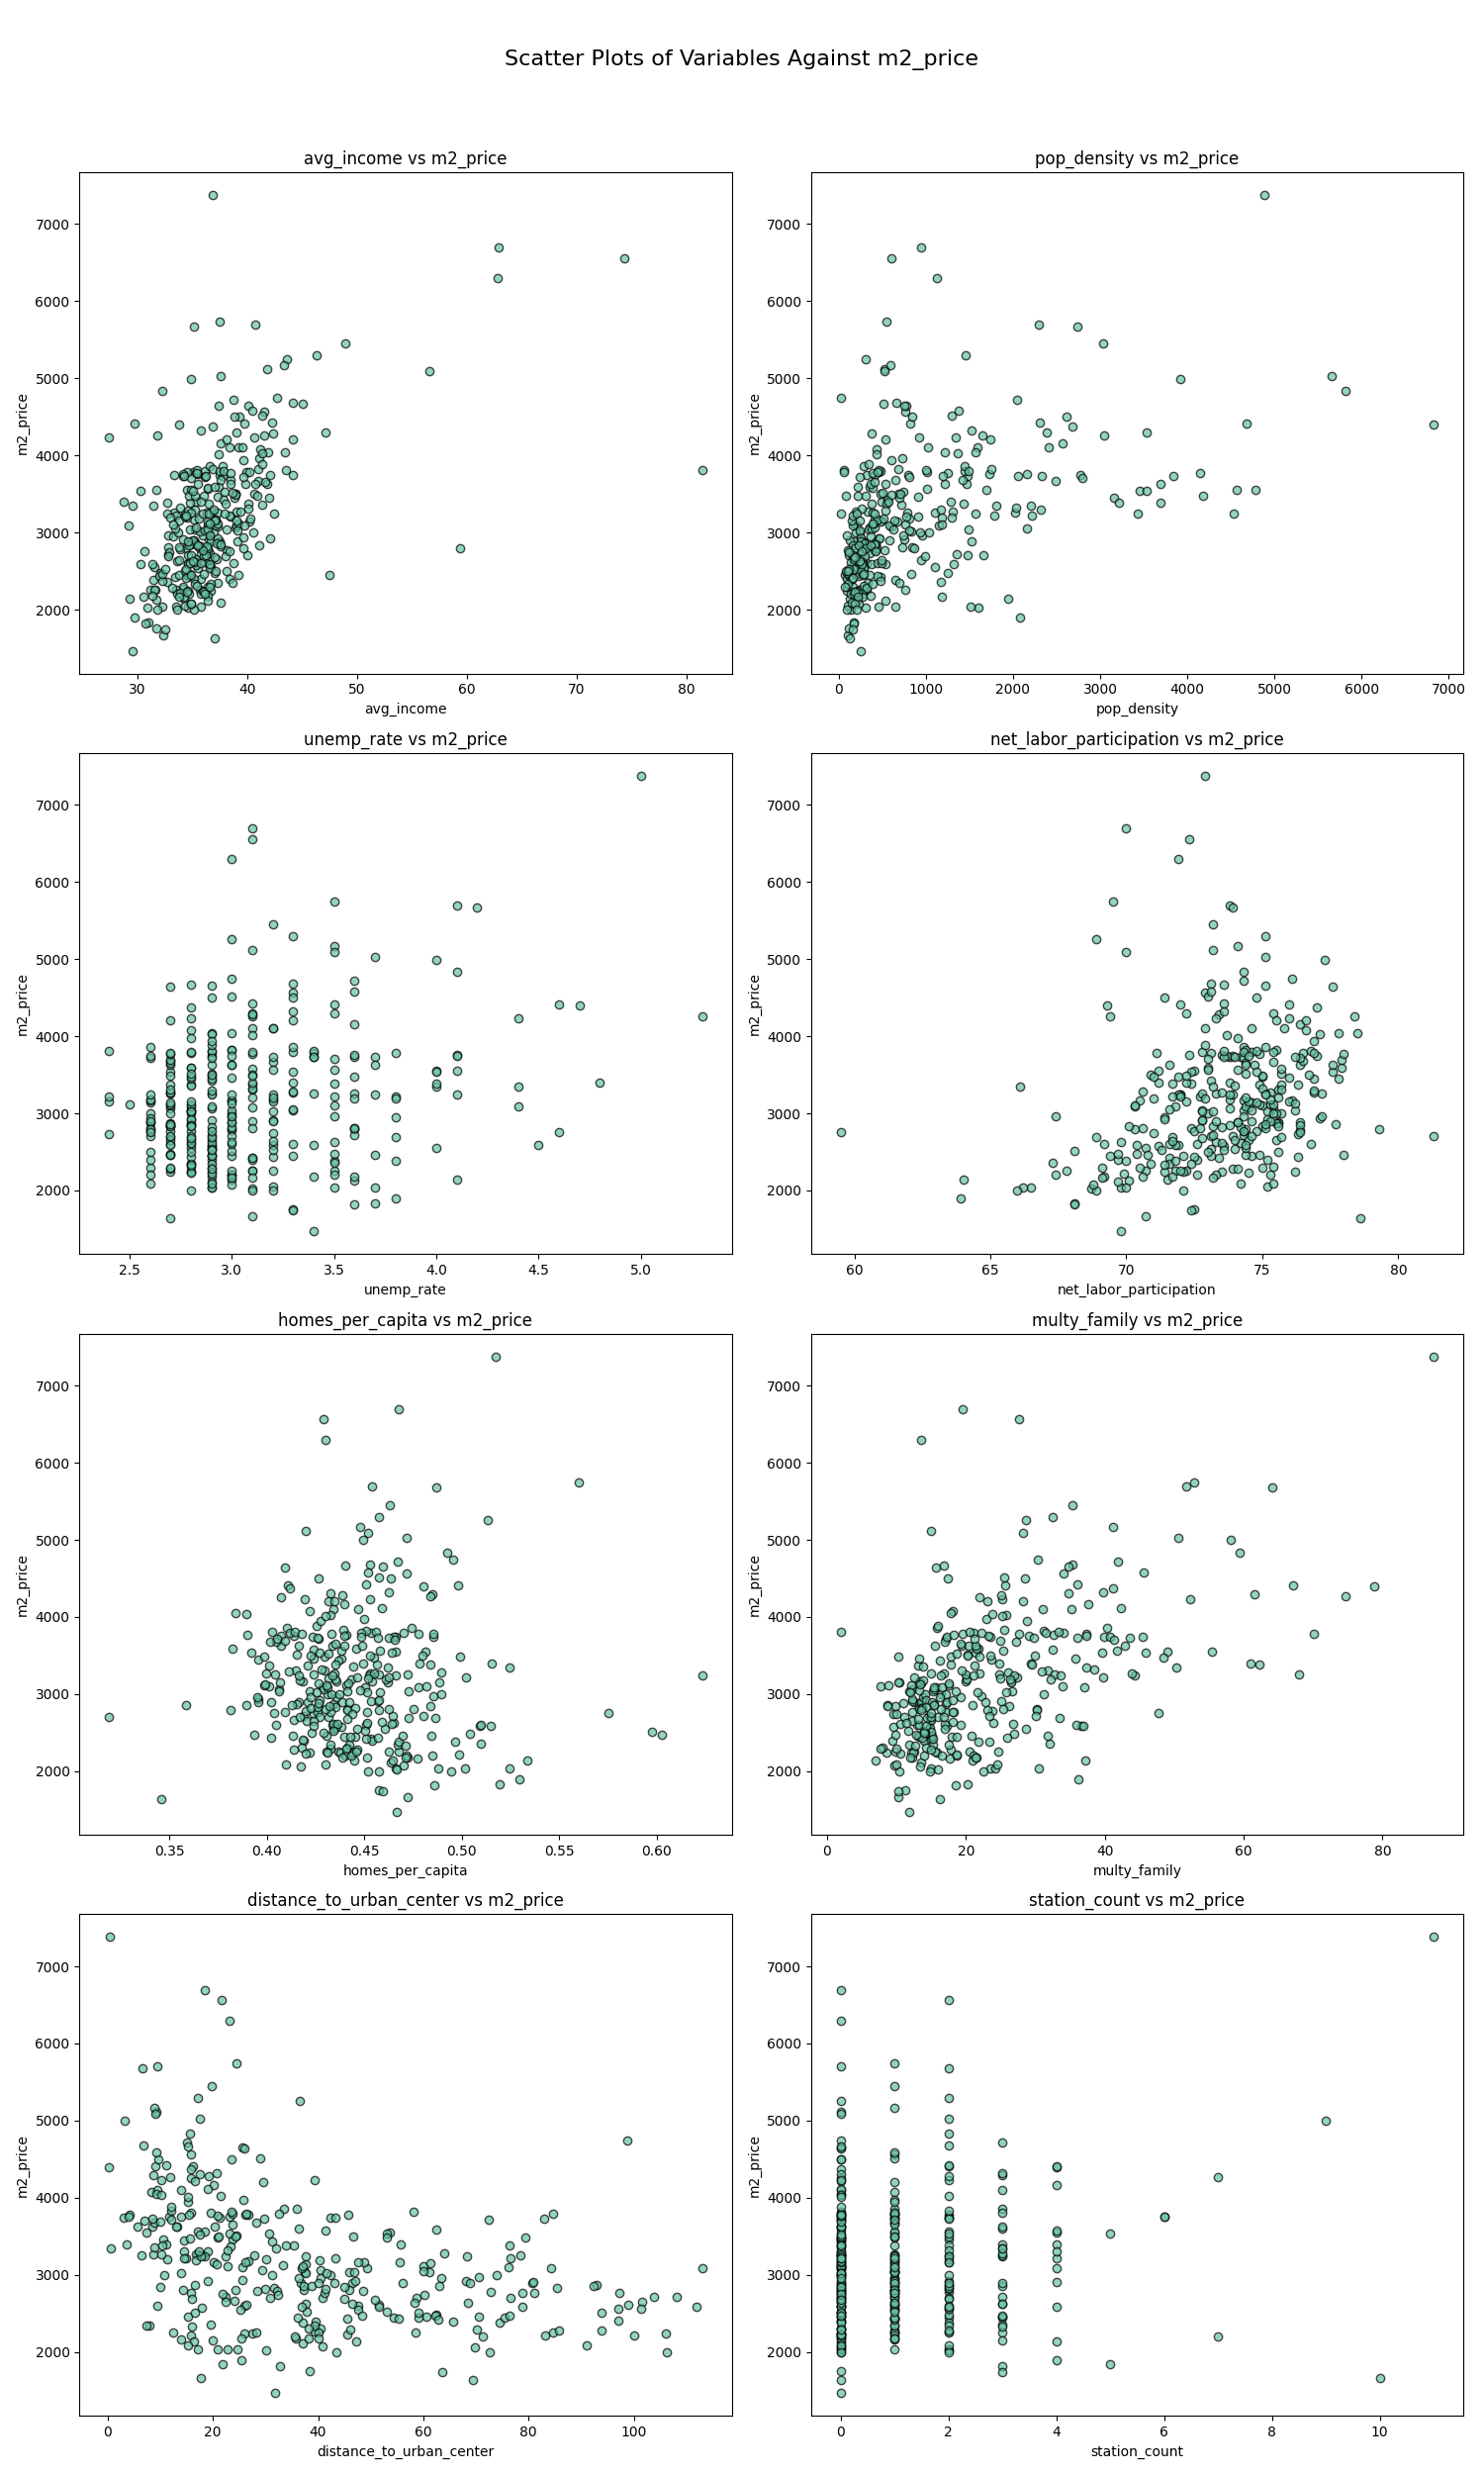 Scatter Plots of Variables Against m2_price
avg_income vs m2_price
m2_price
7000
6000
5000
4000
3000
2000
30 40 50 60 70 80
avg_income
pop_density vs m2_price
m2_price
7000
6000
5000
4000
3000
2000
0 1000 2000 3000 4000 5000 6000 7000
pop_density
unemp_rate vs m2_price
m2_price
7000
6000
5000
4000
3000
2000
2.5 3.0 3.5 4.0 4.5 5.0
unemp_rate
net_labor_participation vs m2_price
m2_price
7000
6000
5000
4000
3000
2000
60 65 70 75 80
net_labor_participation
homes_per_capita vs m2_price
m2_price
7000
6000
5000
4000
3000
2000
0.35 0.40 0.45 0.50 0.55 0.60
homes_per_capita
multy_family vs m2_price
m2_price
7000
6000
5000
4000
3000
2000
0 20 40 60 80
multy_family
distance_to_urban_center vs m2_price
m2_price
7000
6000
5000
4000
3000
2000
0 20 40 60 80 100
distance_to_urban_center
station_count vs m2_price
m2_price
7000
6000
5000
4000
3000
2000
0 2 4 6 8 10
station_count